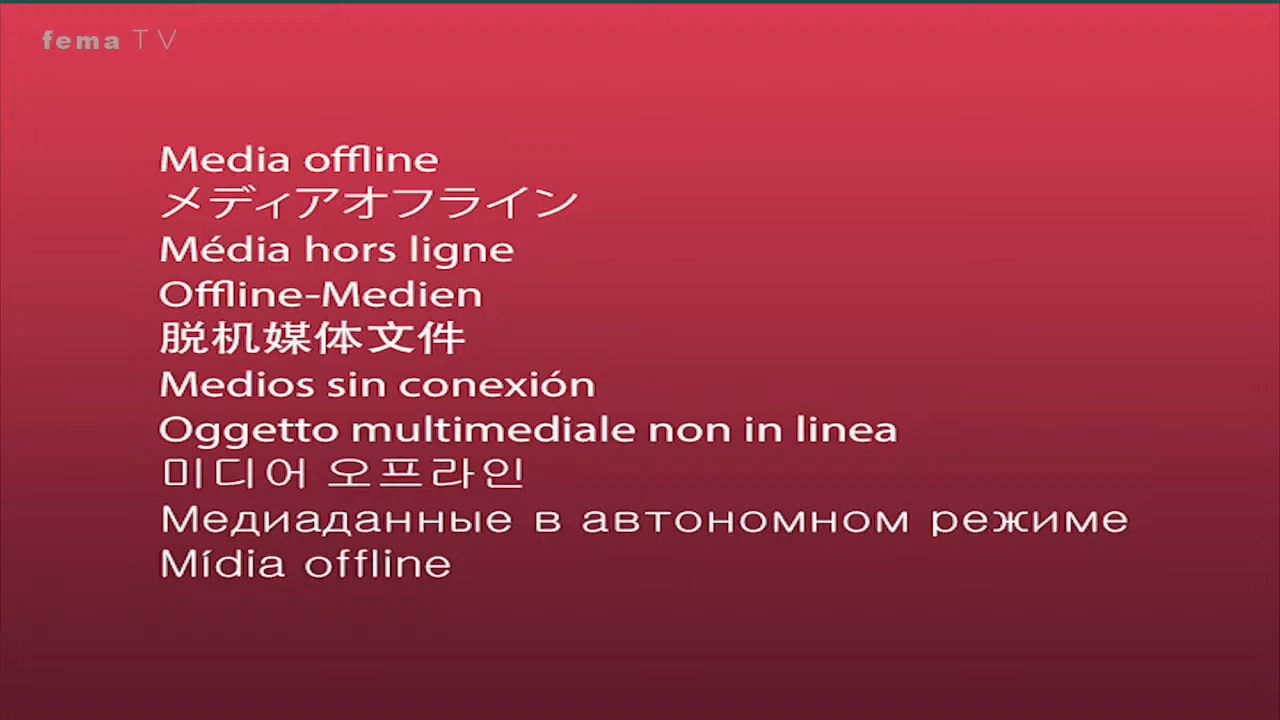 fema TV
Media offline
メディアオフライン
Média hors ligne
Offline-Medien
脱机媒体文件
Medios sin conexión
Oggetto multimediale non in linea
미디어 오프라인
Медиаданные в автономном режиме
Mídia offline